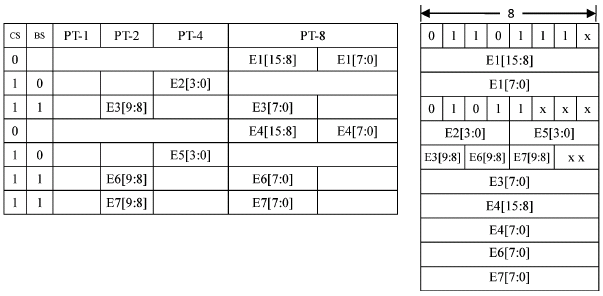 CS BS PT-1 PT-2 PT-4 PT-8
0 E1[15:8] E1[7:0]
1 0 E2[3:0]
1 1 E3[9:8] E3[7:0]
0 E4[15:8] E4[7:0]
1 0 E5[3:0]
1 1 E6[9:8] E6[7:0]
1 1 E7[9:8] E7[7:0]
8
0 1 1 0 1 1 1 x
E1[15:8]
E1[7:0]
0 1 0 1 1 x x x
E2[3:0] E5[3:0]
E3[9:8] E6[9:8] E7[9:8] x x
E3[7:0]
E4[15:8]
E4[7:0]
E6[7:0]
E7[7:0]